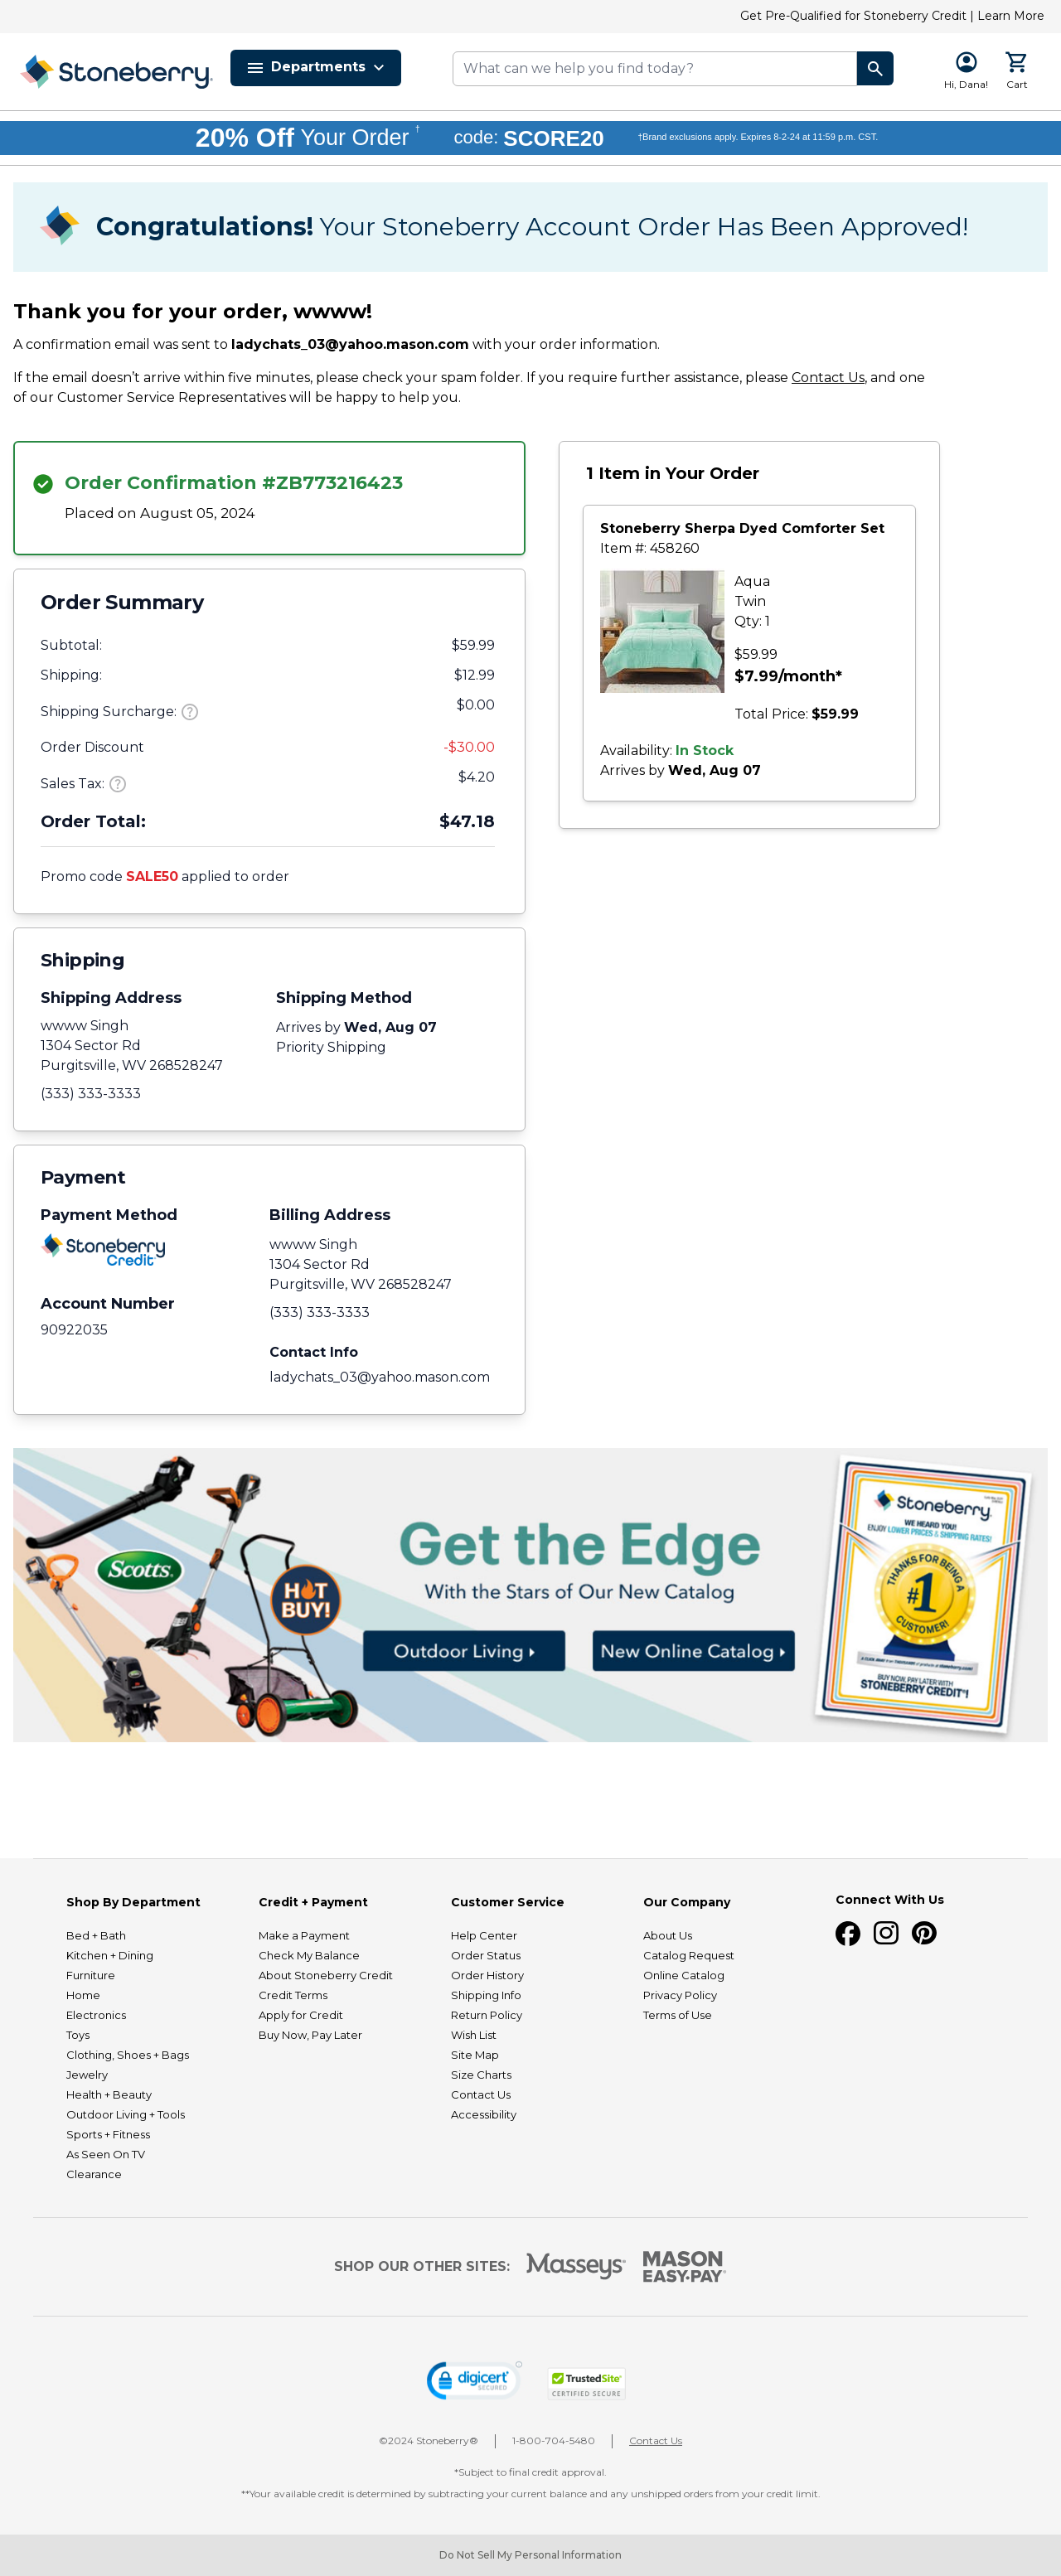 Get Pre-Qualified for Stoneberry Credit | Learn More
Stoneberry.
Departments
What can we help you find today?
Hi, Dana!
Cart
20% Off Your Order † code: SCORE20 †Brand exclusions apply. Expires 8-2-24 at 11:59 p.m. CST.
Congratulations! Your Stoneberry Account Order Has Been Approved!
Thank you for your order, wwww!
A confirmation email was sent to ladychats_03@yahoo.mason.com with your order information.
If the email doesn’t arrive within five minutes, please check your spam folder. If you require further assistance, please Contact Us, and one
of our Customer Service Representatives will be happy to help you.
Order Confirmation #ZB773216423
Placed on August 05, 2024
Order Summary
Subtotal: $59.99
Shipping: $12.99
Shipping Surcharge: ? $0.00
Order Discount -$30.00
Sales Tax: ? $4.20
Order Total: $47.18
Promo code SALE50 applied to order
Shipping
Shipping Address
wwww Singh
1304 Sector Rd
Purgitsville, WV 268528247
(333) 333-3333
Shipping Method
Arrives by Wed, Aug 07
Priority Shipping
Payment
Payment Method
Stoneberry
Credit
Account Number
90922035
Billing Address
wwww Singh
1304 Sector Rd
Purgitsville, WV 268528247
(333) 333-3333
Contact Info
ladychats_03@yahoo.mason.com
1 Item in Your Order
Stoneberry Sherpa Dyed Comforter Set
Item #: 458260
Aqua
Twin
Qty: 1
$59.99
$7.99/month*
Total Price: $59.99
Availability: In Stock
Arrives by Wed, Aug 07
Scotts
HOT
BUY!
Get the Edge
With the Stars of Our New Catalog
Outdoor Living
New Online Catalog
Stoneberry.
WE HEARD YOU!
ENJOY LOWER PRICES & SHIPPING RATES!
THANKS FOR BEING A
#1
CUSTOMER!
BUY NOW, PAY LATER WITH
STONEBERRY CREDIT!
Shop By Department
Bed + Bath
Kitchen + Dining
Furniture
Home
Electronics
Toys
Clothing, Shoes + Bags
Jewelry
Health + Beauty
Outdoor Living + Tools
Sports + Fitness
As Seen On TV
Clearance
Credit + Payment
Make a Payment
Check My Balance
About Stoneberry Credit
Credit Terms
Apply for Credit
Buy Now, Pay Later
Customer Service
Help Center
Order Status
Order History
Shipping Info
Return Policy
Wish List
Site Map
Size Charts
Contact Us
Accessibility
Our Company
About Us
Catalog Request
Online Catalog
Privacy Policy
Terms of Use
Connect With Us
SHOP OUR OTHER SITES:
Masseys
MASON
EASY•PAY
digicert
SECURED
TrustedSite
CERTIFIED SECURE
©2024 Stoneberry®
1-800-704-5480
Contact Us
*Subject to final credit approval.
**Your available credit is determined by subtracting your current balance and any unshipped orders from your credit limit.
Do Not Sell My Personal Information